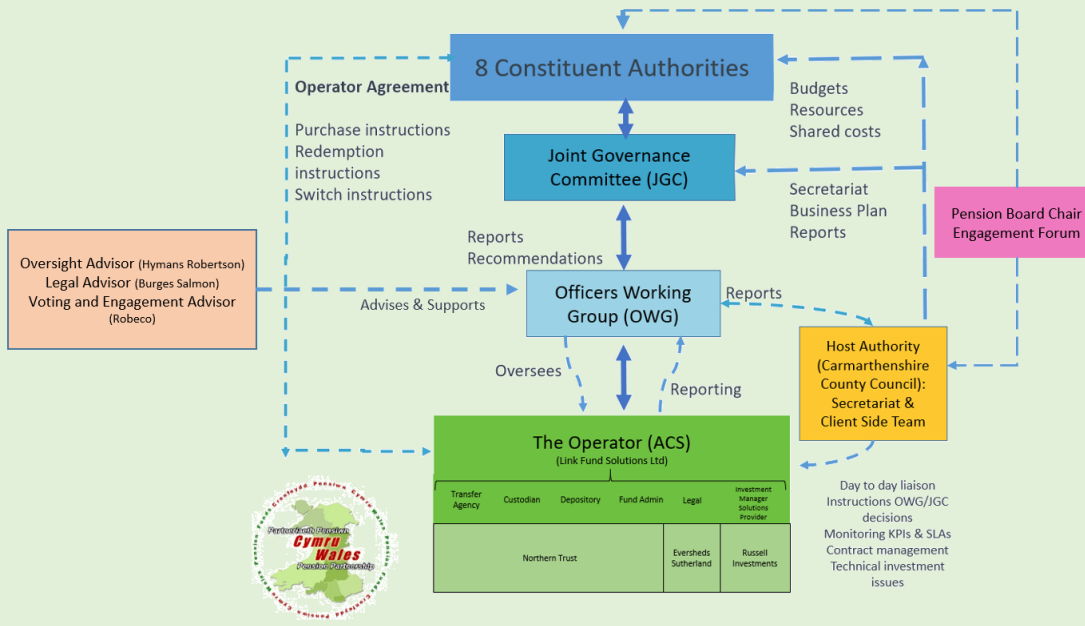 8 Constituent Authorities
Operator Agreement
Purchase instructions
Redemption
instructions
Switch instructions
Budgets
Resources
Shared costs
Joint Governance
Committee (JGC)
Secretariat
Business Plan
Reports
Pension Board Chair
Engagement Forum
Reports
Recommendations
Oversight Advisor (Hymans Robertson)
Legal Advisor (Burges Salmon)
Voting and Engagement Advisor
(Robeco)
Advises & Supports
Officers Working
Group (OWG)
Reports
Host Authority
(Carmarthenshire
County Council):
Secretariat &
Client Side Team
Oversees
Reporting
The Operator (ACS)
(Link Fund Solutions Ltd)
Transfer
Agency
Custodian
Depository
Fund Admin
Legal
Investment
Manager
Solutions
Provider
Northern Trust
Eversheds
Sutherland
Russell
Investments
Day to day liaison
Instructions OWG/JGC
decisions
Monitoring KPIs & SLAs
Contract management
Technical investment
issues
Partneriaeth Pensiwn
Cymru
Wales
Pension Partnership